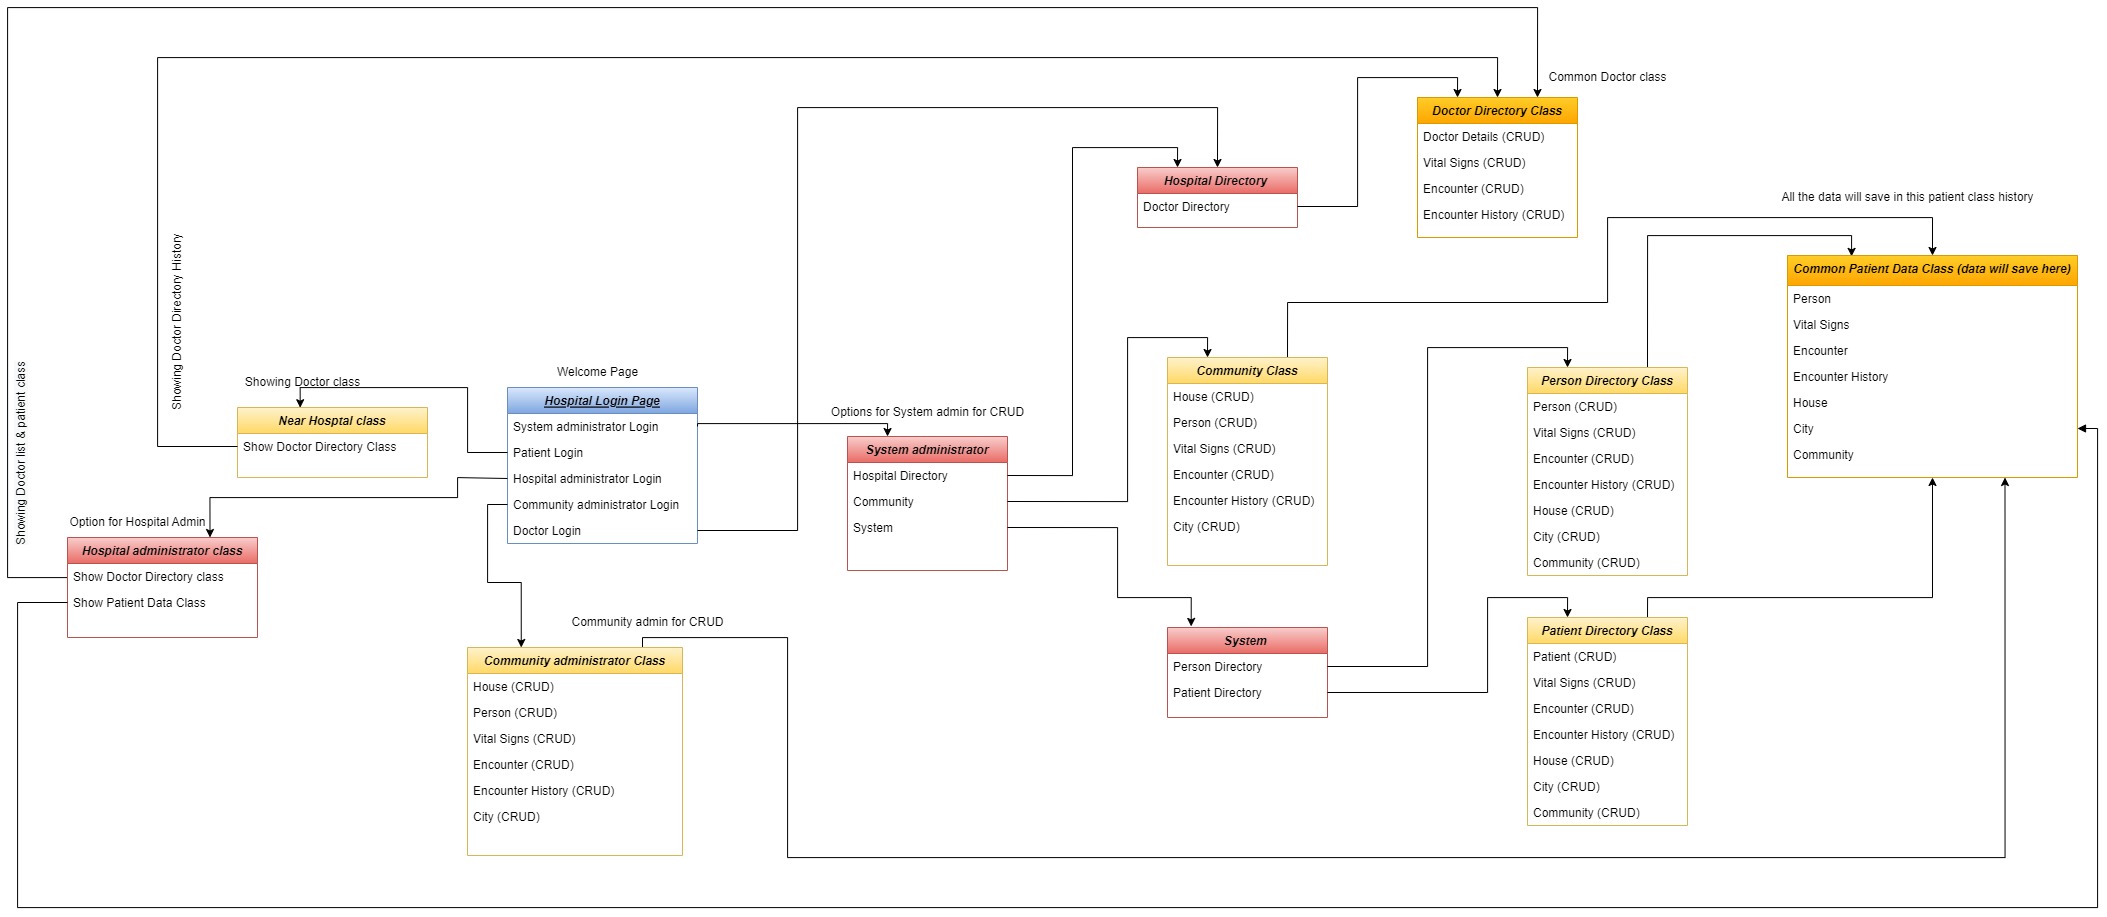 Common Doctor class
Doctor Directory Class
Doctor Details (CRUD)
Vital Signs (CRUD)
Encounter (CRUD)
Encounter History (CRUD)
Hospital Directory
Doctor Directory
All the data will save in this patient class history
Common Patient Data Class (data will save here)
Person
Vital Signs
Encounter
Encounter History
House
City
Community
Showing Doctor Directory History
Showing Doctor list & patient class
Showing Doctor class
Near Hosptal class
Show Doctor Directory Class
Welcome Page
Hospital Login Page
System administrator Login
Patient Login
Hospital administrator Login
Community administrator Login
Doctor Login
Options for System admin for CRUD
System administrator
Hospital Directory
Community
System
Community Class
House (CRUD)
Person (CRUD)
Vital Signs (CRUD)
Encounter (CRUD)
Encounter History (CRUD)
City (CRUD)
Person Directory Class
Person (CRUD)
Vital Signs (CRUD)
Encounter (CRUD)
Encounter History (CRUD)
House (CRUD)
City (CRUD)
Community (CRUD)
Option for Hospital Admin
Hospital administrator class
Show Doctor Directory class
Show Patient Data Class
Community admin for CRUD
Community administrator Class
House (CRUD)
Person (CRUD)
Vital Signs (CRUD)
Encounter (CRUD)
Encounter History (CRUD)
City (CRUD)
System
Person Directory
Patient Directory
Patient Directory Class
Patient (CRUD)
Vital Signs (CRUD)
Encounter (CRUD)
Encounter History (CRUD)
House (CRUD)
City (CRUD)
Community (CRUD)